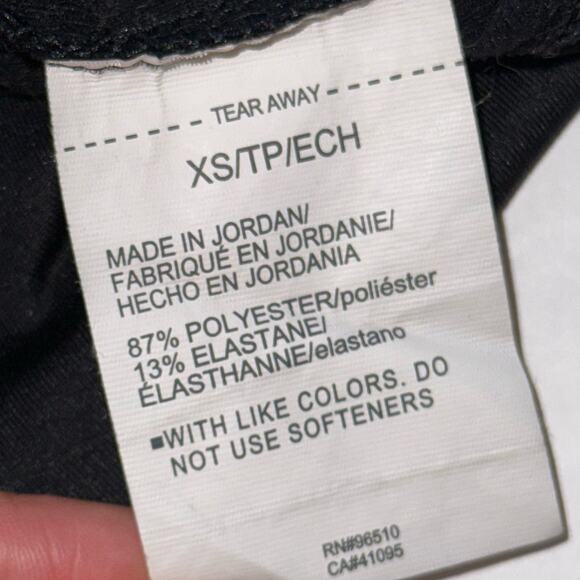 TEAR AWAY
XS/TP/ECH
MADE IN JORDAN/
FABRIQUÉ EN JORDANIE/
HECHO EN JORDANIA
87% POLYESTER/poliéster
13% ELASTANE/
ÉLASTHANNE/elastano
■WITH LIKE COLORS. DO
NOT USE SOFTENERS
RN#96510
CA#41095